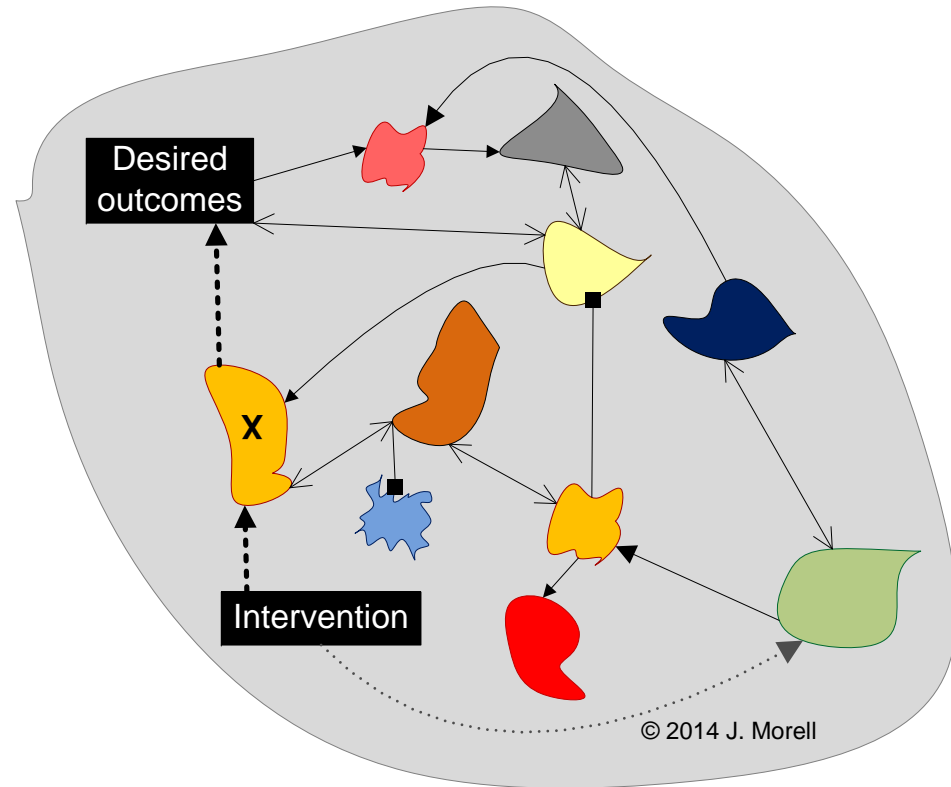 Desired
outcomes
X
Intervention
© 2014 J. Morell